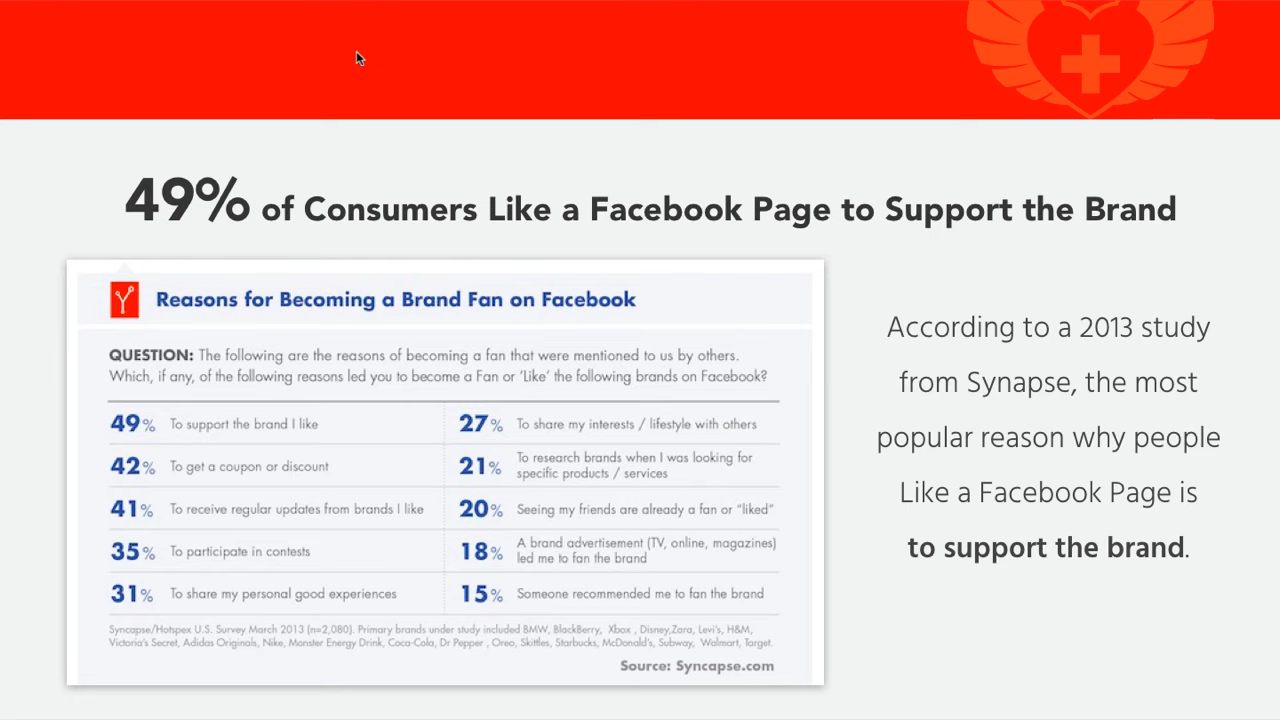 49% of Consumers Like a Facebook Page to Support the Brand
Reasons for Becoming a Brand Fan on Facebook
QUESTION: The following are the reasons of becoming a fan that were mentioned to us by others.
Which, if any, of the following reasons led you to become a Fan or 'Like' the following brands on Facebook?
49% To support the brand I like
42% To get a coupon or discount
41% To receive regular updates from brands I like
35% To participate in contests
31% To share my personal good experiences
27% To share my interests / lifestyle with others
21% To research brands when I was looking for
specific products / services
20% Seeing my friends are already a fan or "liked"
18% A brand advertisement (TV, online, magazines)
led me to fan the brand
15% Someone recommended me to fan the brand
Syncapse/Hotspex U.S. Survey March 2013 (n=2,080). Primary brands under study included BMW, BlackBerry, Xbox , Disney,Zara, Levi's, H&M,
Victoria's Secret, Adidas Originals, Nike, Monster Energy Drink, Coca-Cola, Dr Pepper , Oreo, Skittles, Starbucks, McDonald's, Subway, Walmart, Target.
Source: Syncapse.com
According to a 2013 study
from Synapse, the most
popular reason why people
Like a Facebook Page is
to support the brand.